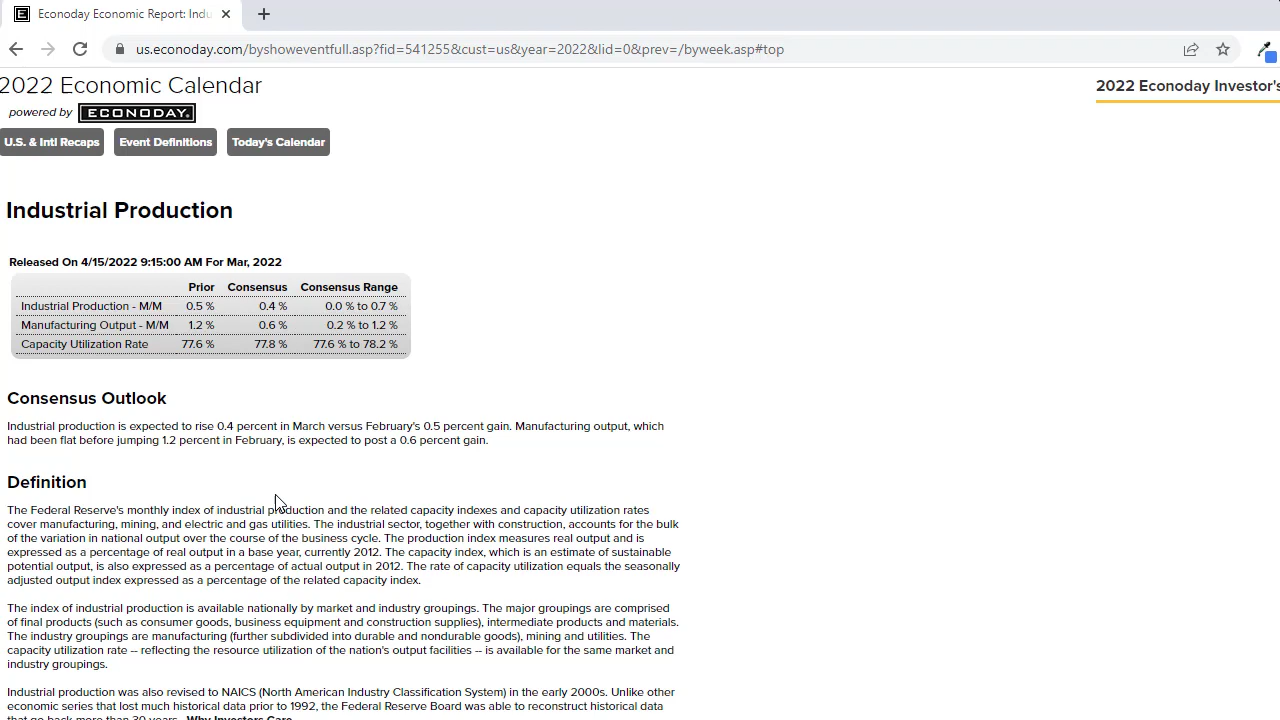 Econoday Economic Report: Indu
us.econoday.com/byshoweventfull.asp?fid=541255&cust=us&year=2022&lid=0&prev=/byweek.asp#top
2022 Economic Calendar
2022 Econoday Investor's
powered by ECONODAY.
U.S. & Intl Recaps Event Definitions Today's Calendar
Industrial Production
Released On 4/15/2022 9:15:00 AM For Mar, 2022
Prior Consensus Consensus Range
Industrial Production - M/M 0.5 % 0.4 % 0.0 % to 0.7 %
Manufacturing Output - M/M 1.2 % 0.6 % 0.2 % to 1.2 %
Capacity Utilization Rate 77.6 % 77.8 % 77.6 % to 78.2 %
Consensus Outlook
Industrial production is expected to rise 0.4 percent in March versus February's 0.5 percent gain. Manufacturing output, which
had been flat before jumping 1.2 percent in February, is expected to post a 0.6 percent gain.
Definition
The Federal Reserve's monthly index of industrial production and the related capacity indexes and capacity utilization rates
cover manufacturing, mining, and electric and gas utilities. The industrial sector, together with construction, accounts for the bulk
of the variation in national output over the course of the business cycle. The production index measures real output and is
expressed as a percentage of real output in a base year, currently 2012. The capacity index, which is an estimate of sustainable
potential output, is also expressed as a percentage of actual output in 2012. The rate of capacity utilization equals the seasonally
adjusted output index expressed as a percentage of the related capacity index.
The index of industrial production is available nationally by market and industry groupings. The major groupings are comprised
of final products (such as consumer goods, business equipment and construction supplies), intermediate products and materials.
The industry groupings are manufacturing (further subdivided into durable and nondurable goods), mining and utilities. The
capacity utilization rate -- reflecting the resource utilization of the nation's output facilities -- is available for the same market and
industry groupings.
Industrial production was also revised to NAICS (North American Industry Classification System) in the early 2000s. Unlike other
economic series that lost much historical data prior to 1992, the Federal Reserve Board was able to reconstruct historical data
that go back more than 30 years. Why Investors Care